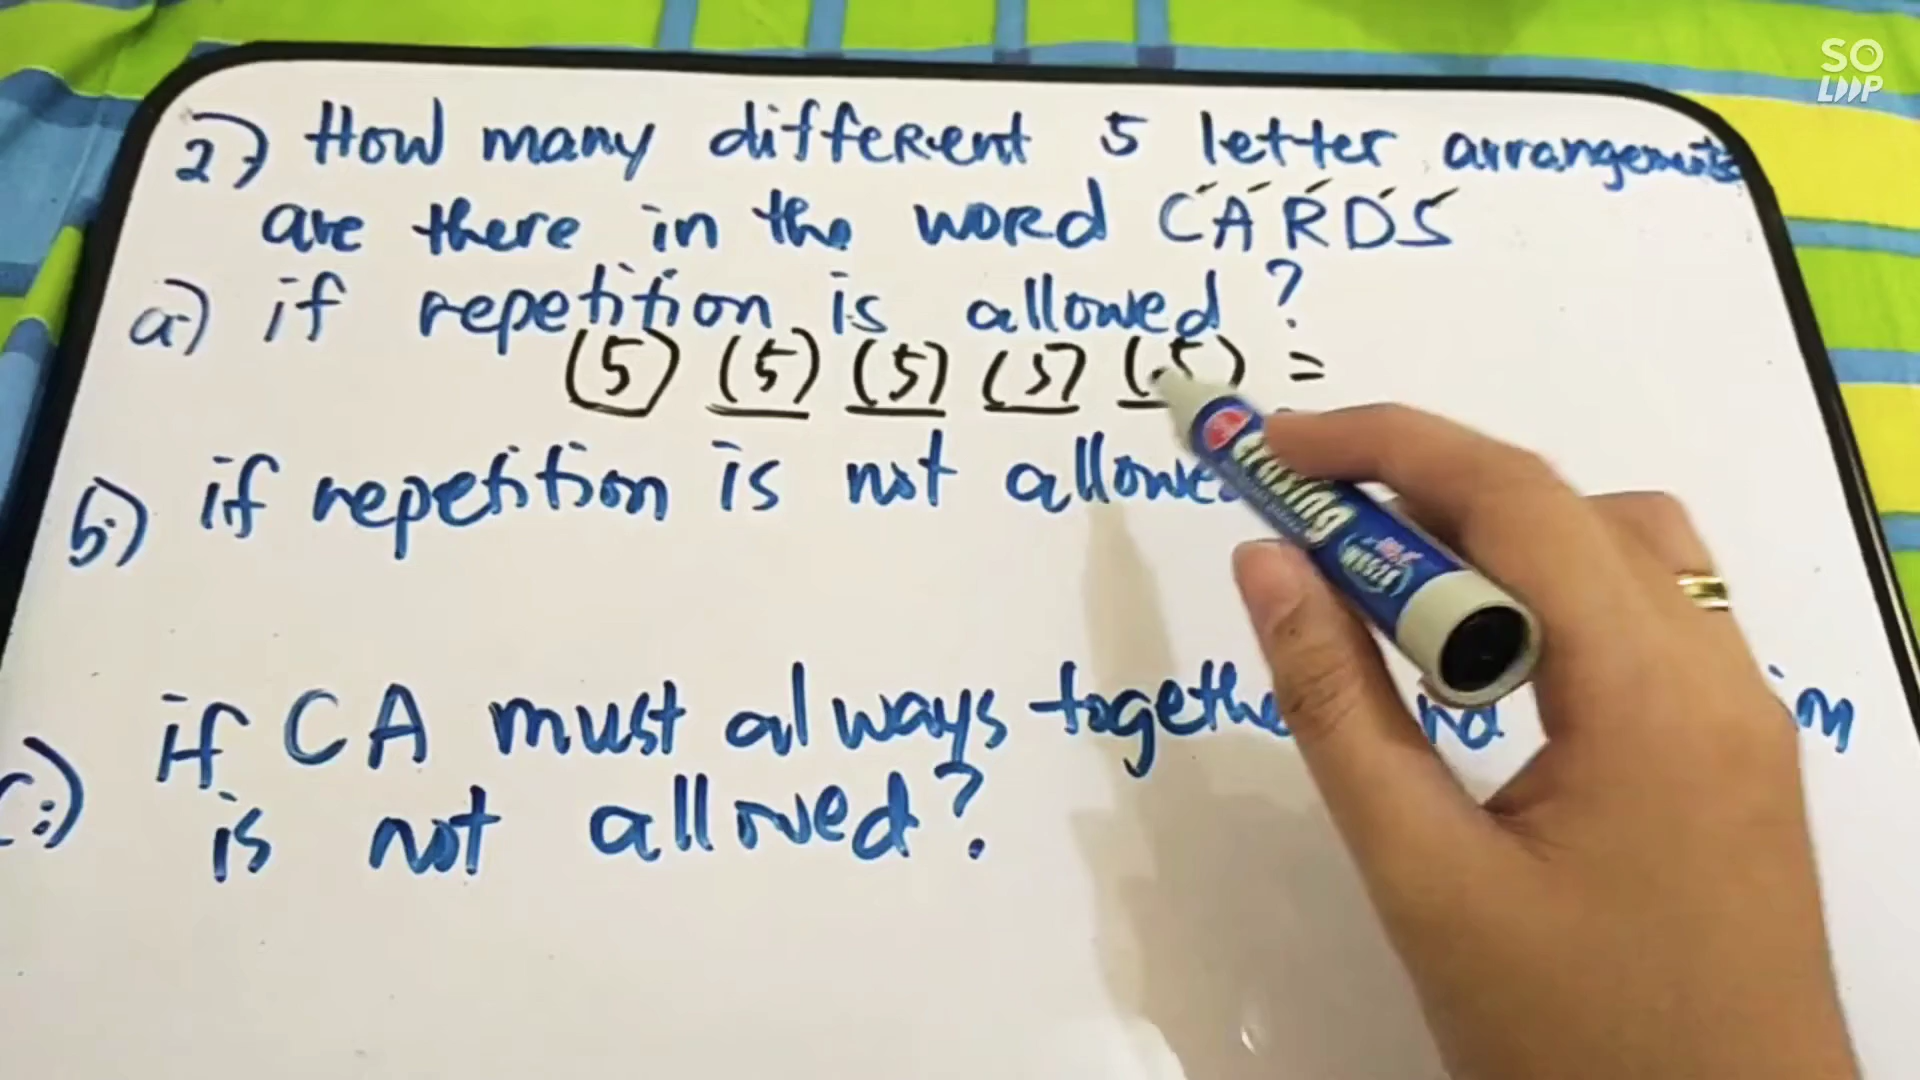 2.) How many different 5 letter arrangements
are there in the word CARDS
a.) if repetition is allowed?
(5) (5) (5) (5) (5) =
b.) if repetition is not allowed
c.) if CA must always together
is not allowed?
SO
LOOP